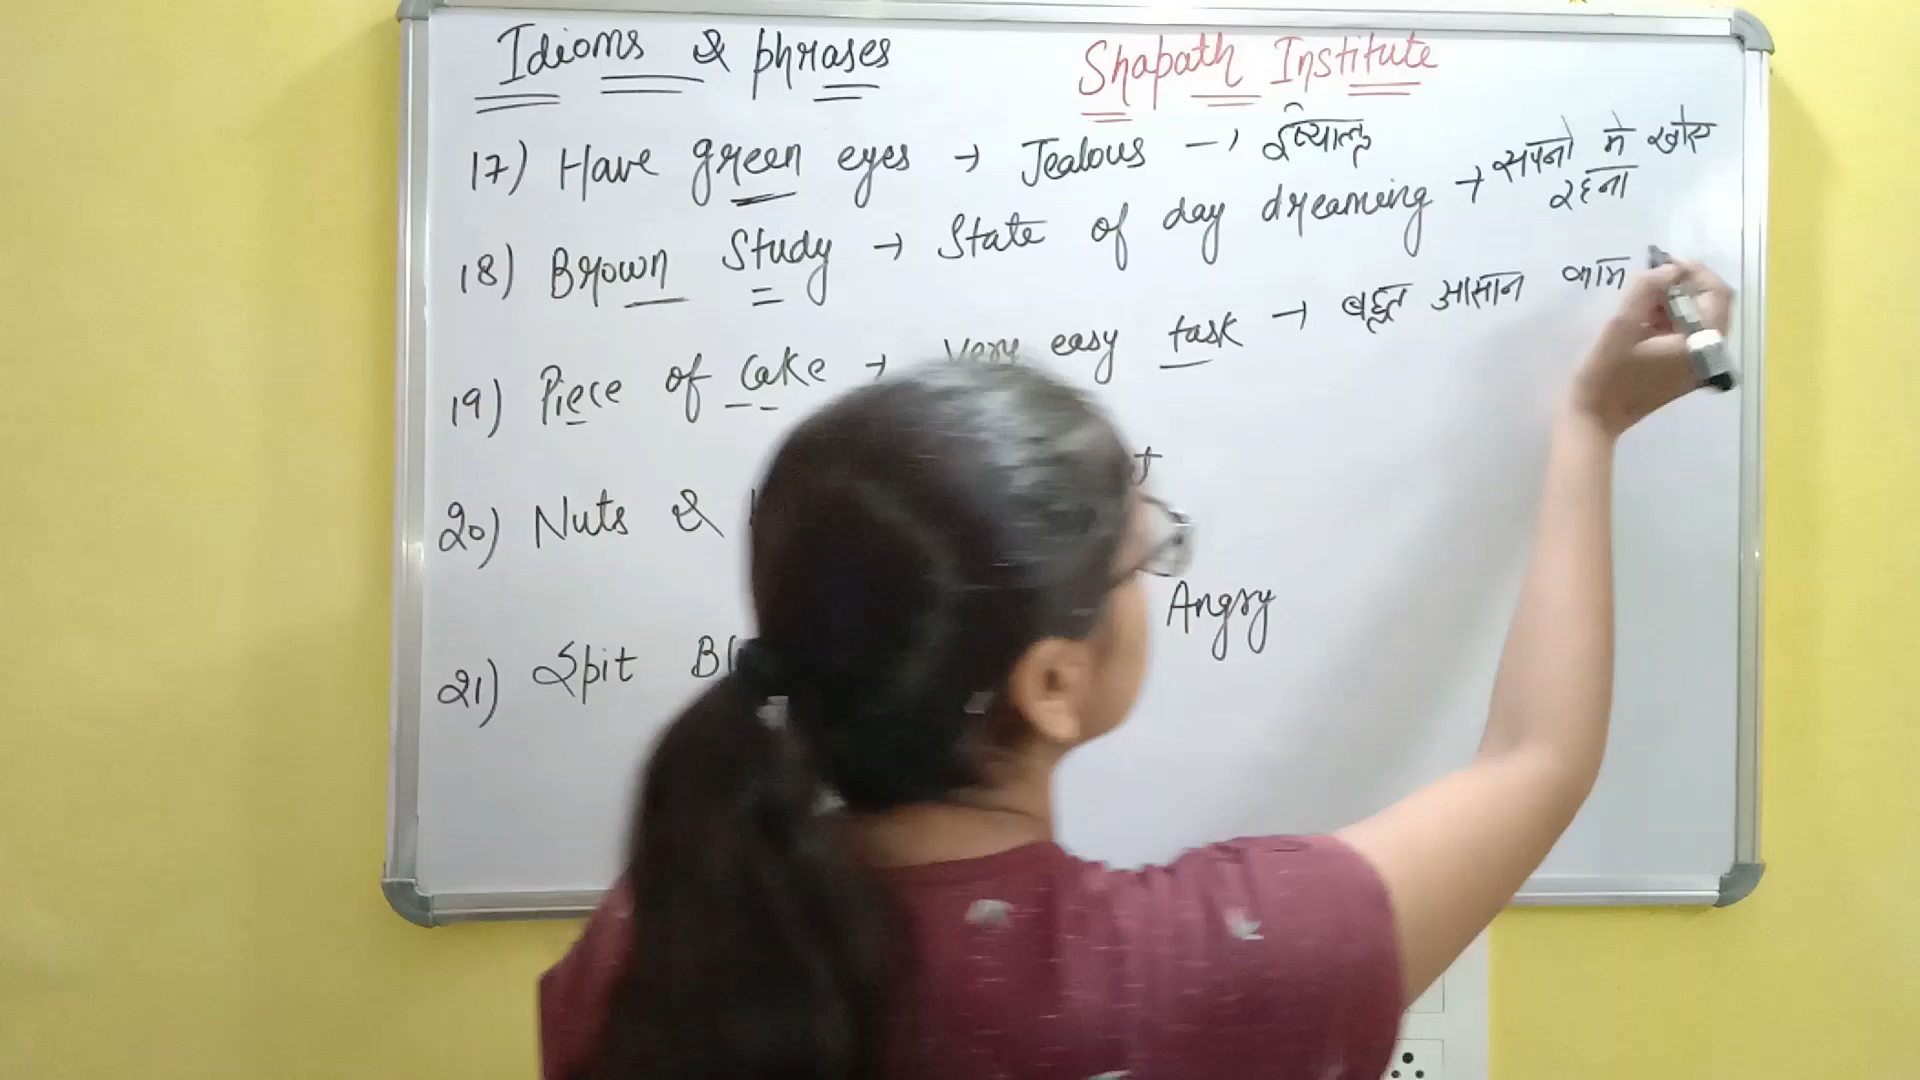 Idioms & phrases
Shapath Institute
17) Have green eyes → Jealous → ईर्ष्यालू
18) Brown Study → State of day dreaming → सपनो मे खोए
रहना
19) Piece of Cake → Very easy task → बहुत आसान काम
20) Nuts &
21) Spit Angry